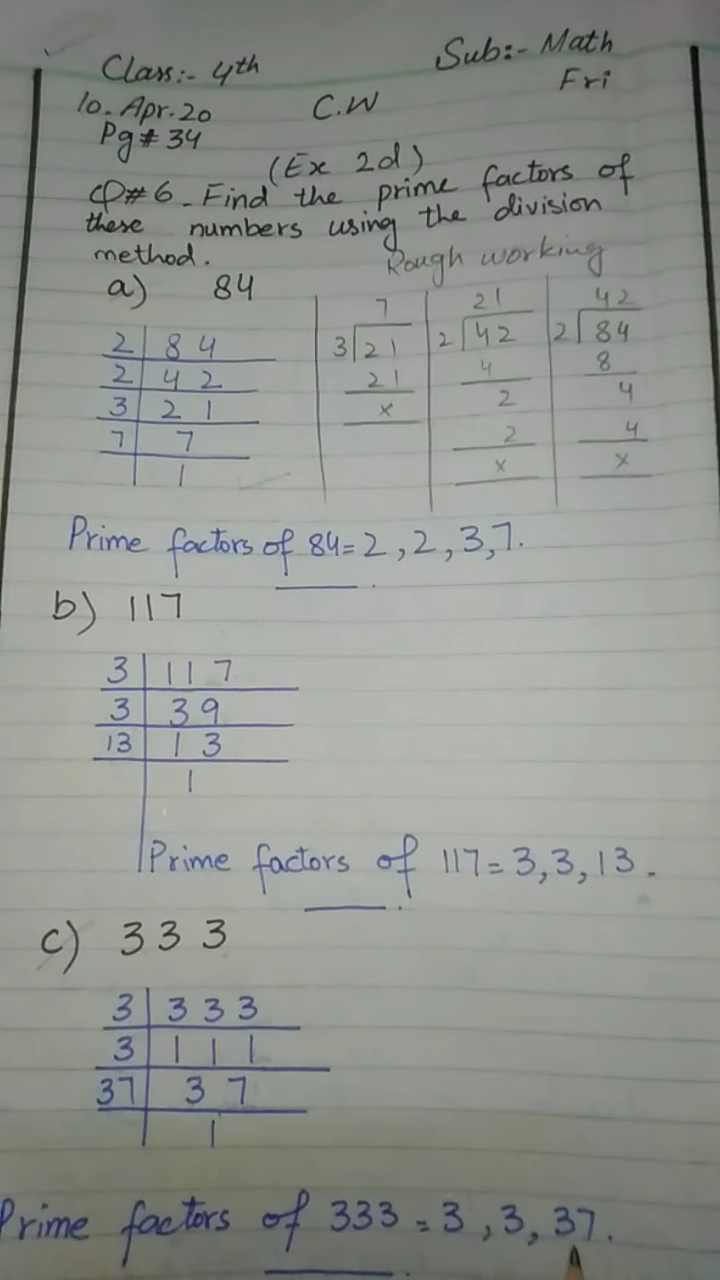 Class:- 4th Sub:- Math
10-Apr-20 C.W Fri
Pg # 34
(Ex 2d)
Q#6 - Find the prime factors of
these numbers using the division
method. Rough working
a) 84
7 21 42
3 21 2 42 2 84
21 4 8
x 2 4
2 4
x x
2 84
2 42
3 21
7 7
1
Prime factors of 84 = 2, 2, 3, 7.
b) 117
3 117
3 39
13 13
1
Prime factors of 117 = 3, 3, 13.
c) 333
3 333
3 111
37 37
1
Prime factors of 333 = 3, 3, 37.